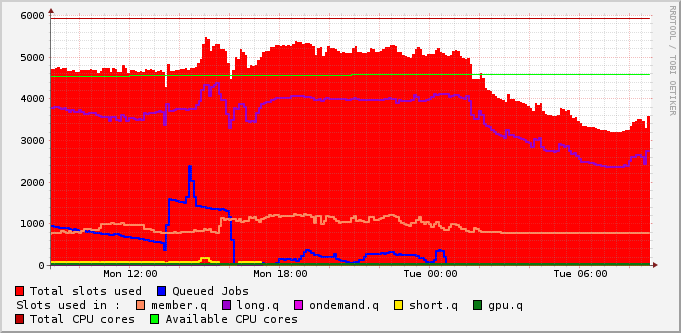 6000
5000
4000
3000
2000
1000
0
Mon 12:00 Mon 18:00 Tue 00:00 Tue 06:00
Total slots used Queued Jobs
Slots used in : member.q long.q ondemand.q short.q gpu.q
Total CPU cores Available CPU cores
RRDTOOL / TOBI OETIKER